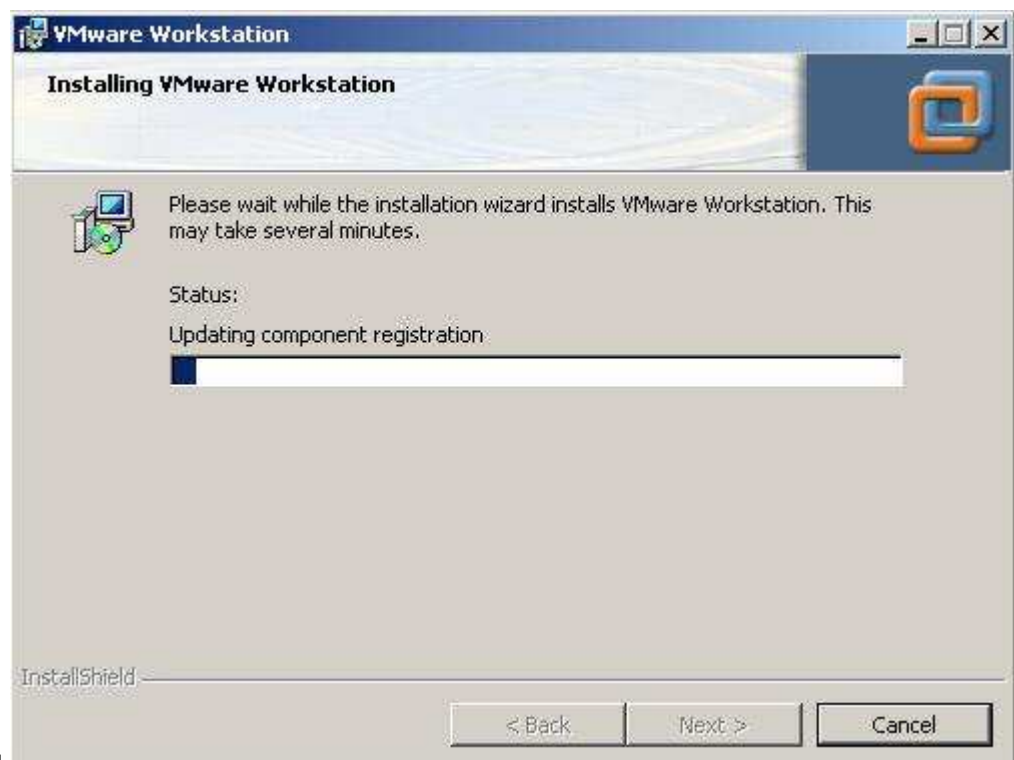 VMware Workstation
Installing VMware Workstation
Please wait while the installation wizard installs VMware Workstation. This
may take several minutes.
Status:
Updating component registration
InstallShield
< Back
Next >
Cancel